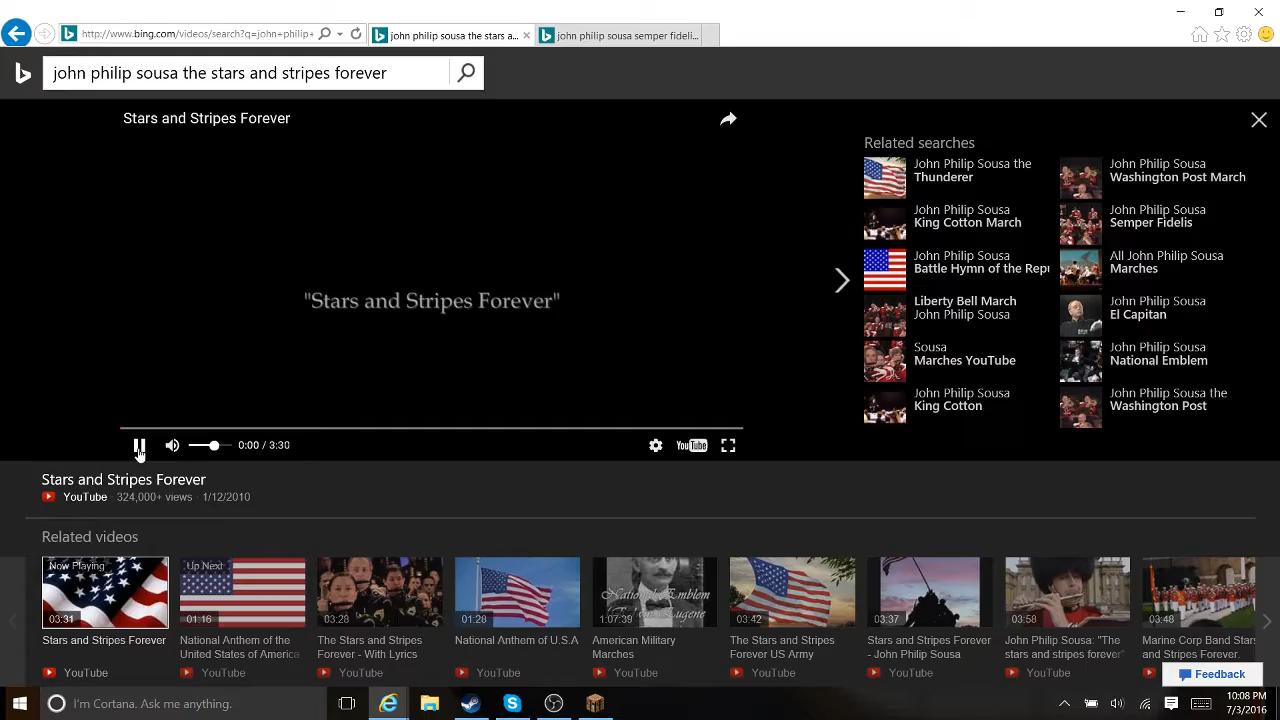 http://www.bing.com/videos/search?q=john+philip+
john philip sousa the stars a...
john philip sousa semper fideli...
john philip sousa the stars and stripes forever
Stars and Stripes Forever
"Stars and Stripes Forever"
0:00 / 3:30
YouTube
Related searches
John Philip Sousa the
Thunderer
John Philip Sousa
Washington Post March
John Philip Sousa
King Cotton March
John Philip Sousa
Semper Fidelis
John Philip Sousa
Battle Hymn of the Repu
All John Philip Sousa
Marches
Liberty Bell March
John Philip Sousa
John Philip Sousa
El Capitan
Sousa
Marches YouTube
John Philip Sousa
National Emblem
John Philip Sousa
King Cotton
John Philip Sousa the
Washington Post
Stars and Stripes Forever
YouTube · 324,000+ views · 1/12/2010
Related videos
Now Playing
03:31
Stars and Stripes Forever
YouTube
Up Next
01:16
National Anthem of the
United States of America
YouTube
03:28
The Stars and Stripes
Forever - With Lyrics
YouTube
01:28
National Anthem of U.S.A
YouTube
National Emblem
1:07:39
American Military
Marches
YouTube
03:42
The Stars and Stripes
Forever US Army
YouTube
03:37
Stars and Stripes Forever
- John Philip Sousa
YouTube
03:58
John Philip Sousa: "The
stars and stripes forever"
YouTube
03:48
Marine Corp Band Stars
and Stripes Forever.
Feedback
I'm Cortana. Ask me anything.
10:08 PM
7/3/2016